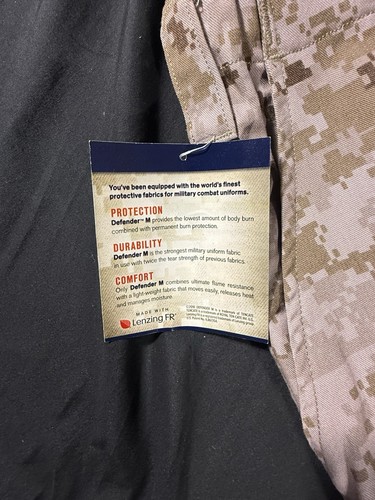 You've been equipped with the world's finest
protective fabrics for military combat uniforms.
PROTECTION
Defender™ M provides the lowest amount of body burn
combined with permanent burn protection.
DURABILITY
Defender M is the strongest military uniform fabric
in use with twice the tear strength of previous fabrics.
COMFORT
Only Defender M combines ultimate flame resistance
with a light-weight fabric that moves easily, releases heat
and manages moisture.
MADE WITH
Lenzing FR®